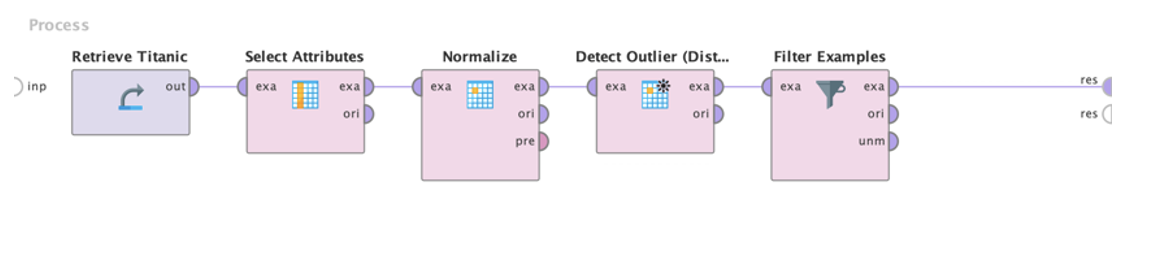 Process
Retrieve Titanic
Select Attributes
Normalize
Detect Outlier (Dist...
Filter Examples
inp
out
exa
exa
ori
exa
exa
ori
pre
exa
exa
ori
exa
exa
ori
unm
res
res